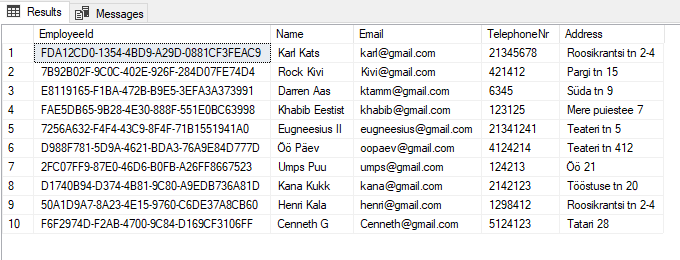 Results Messages
EmployeeId Name Email TelephoneNr Address
1 FDA12CD0-1354-4BD9-A29D-0881CF3FEAC9 Karl Kats karl@gmail.com 21345678 Roosikrantsi tn 2-4
2 7B92B02F-9C0C-402E-926F-284D07FE74D4 Rock Kivi Kivi@gmail.com 421412 Pargi tn 15
3 E8119165-F1BA-472B-B9E5-3EFA3A373991 Darren Aas ktamm@gmail.com 6345 Süda tn 9
4 FAE5DB65-9B28-4E30-888F-551E0BC63998 Khabib Eestist khabib@gmail.com 123125 Mere puiestee 7
5 7256A632-F4F4-43C9-8F4F-71B1551941A0 Eugneesius II eugneesius@gmail.com 21341241 Teateri tn 5
6 D988F781-5D9A-4621-BDA3-76A9E84D777D Öö Päev oopaev@gmail.com 4124214 Teateri tn 412
7 2FC07FF9-87E0-46D6-B0FB-A26FF8667523 Umps Puu umps@gmail.com 124213 Öö 21
8 D1740B94-D374-4B81-9C80-A9EDB736A81D Kana Kukk kana@gmail.com 2142123 Tööstuse tn 20
9 50A1D9A7-8A23-4E15-9760-C6DE37A8CB60 Henri Kala henri@gmail.com 1298412 Roosikrantsi tn 2-4
10 F6F2974D-F2AB-4700-9C84-D169CF3106FF Cenneth G Cenneth@gmail.com 5124123 Tatari 28